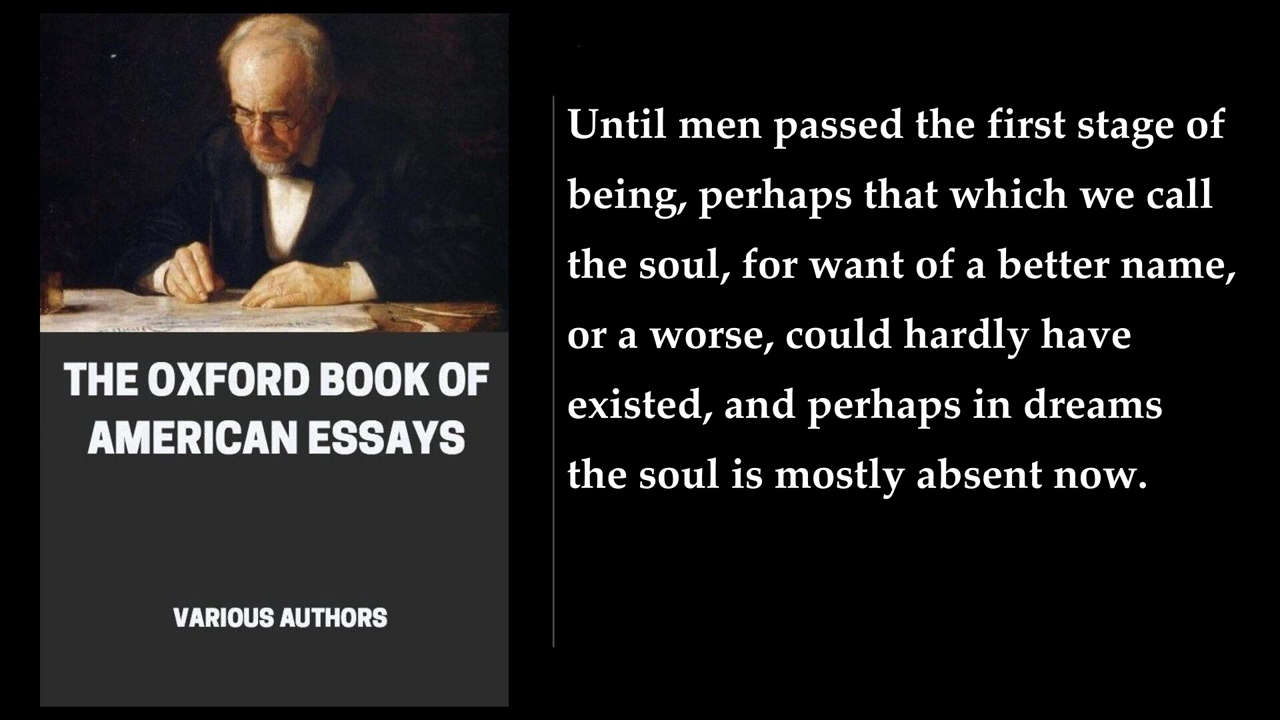 THE OXFORD BOOK OF
AMERICAN ESSAYS
VARIOUS AUTHORS
Until men passed the first stage of
being, perhaps that which we call
the soul, for want of a better name,
or a worse, could hardly have
existed, and perhaps in dreams
the soul is mostly absent now.